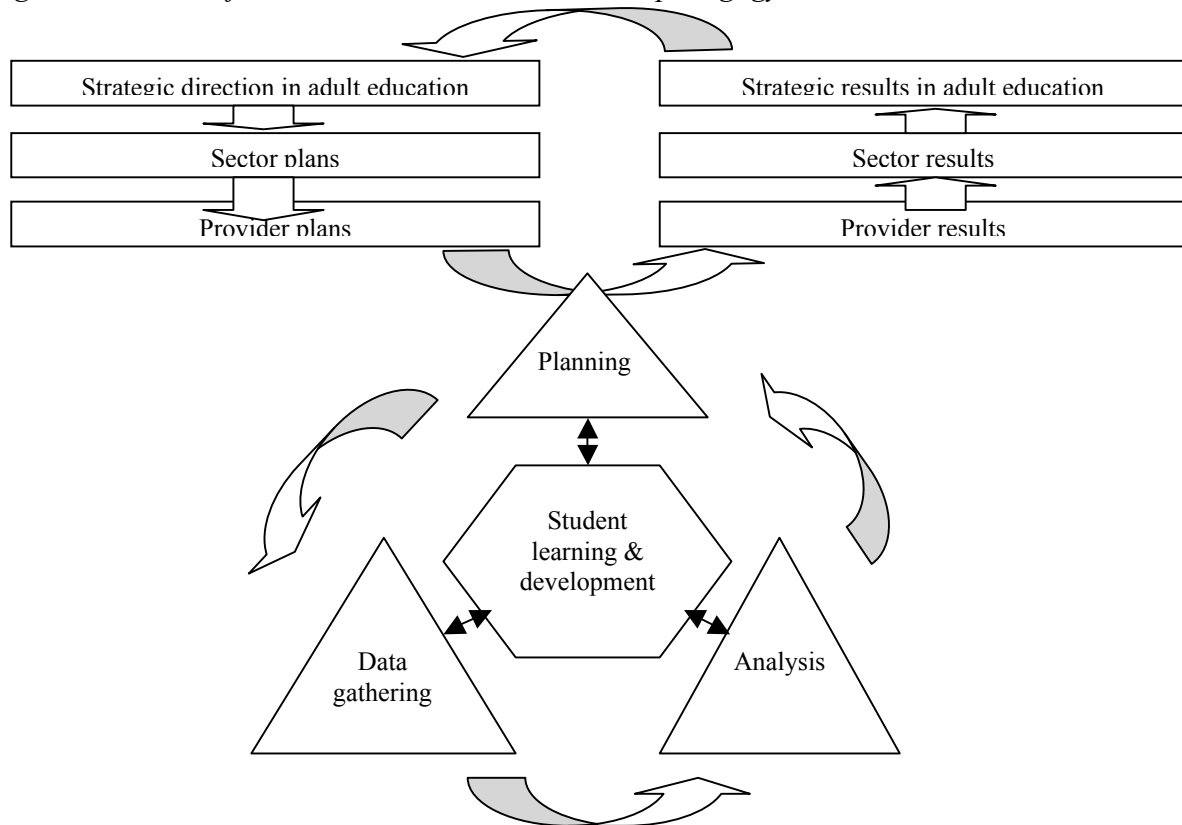 Strategic direction in adult education
Strategic results in adult education
Sector plans
Sector results
Provider plans
Provider results
Planning
Student
learning &
development
Data
gathering
Analysis